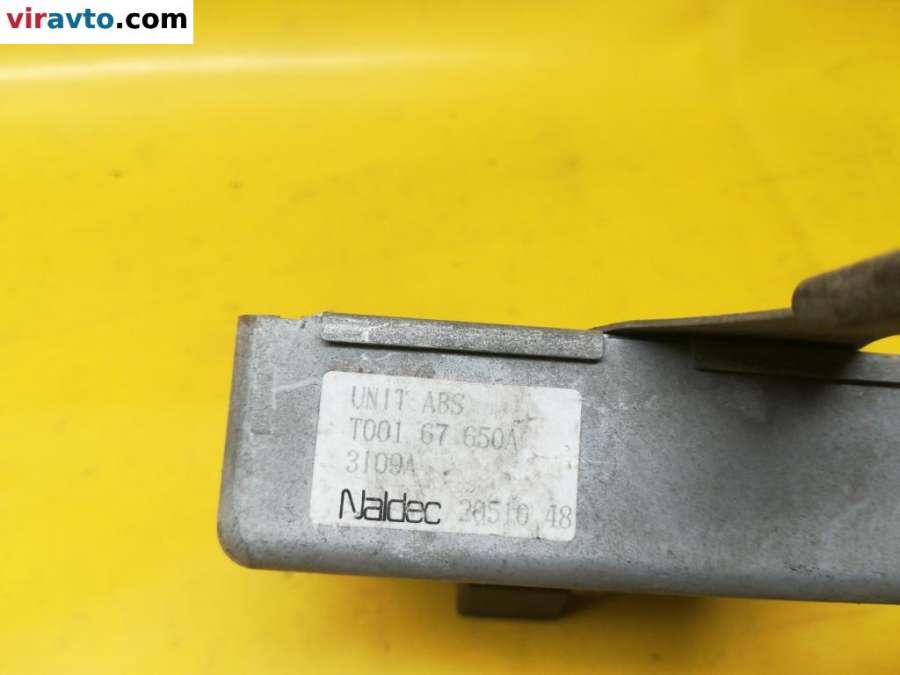 viravto.com
UNIT ABS
T001 67 650A
3109A
Naldec 20510 48